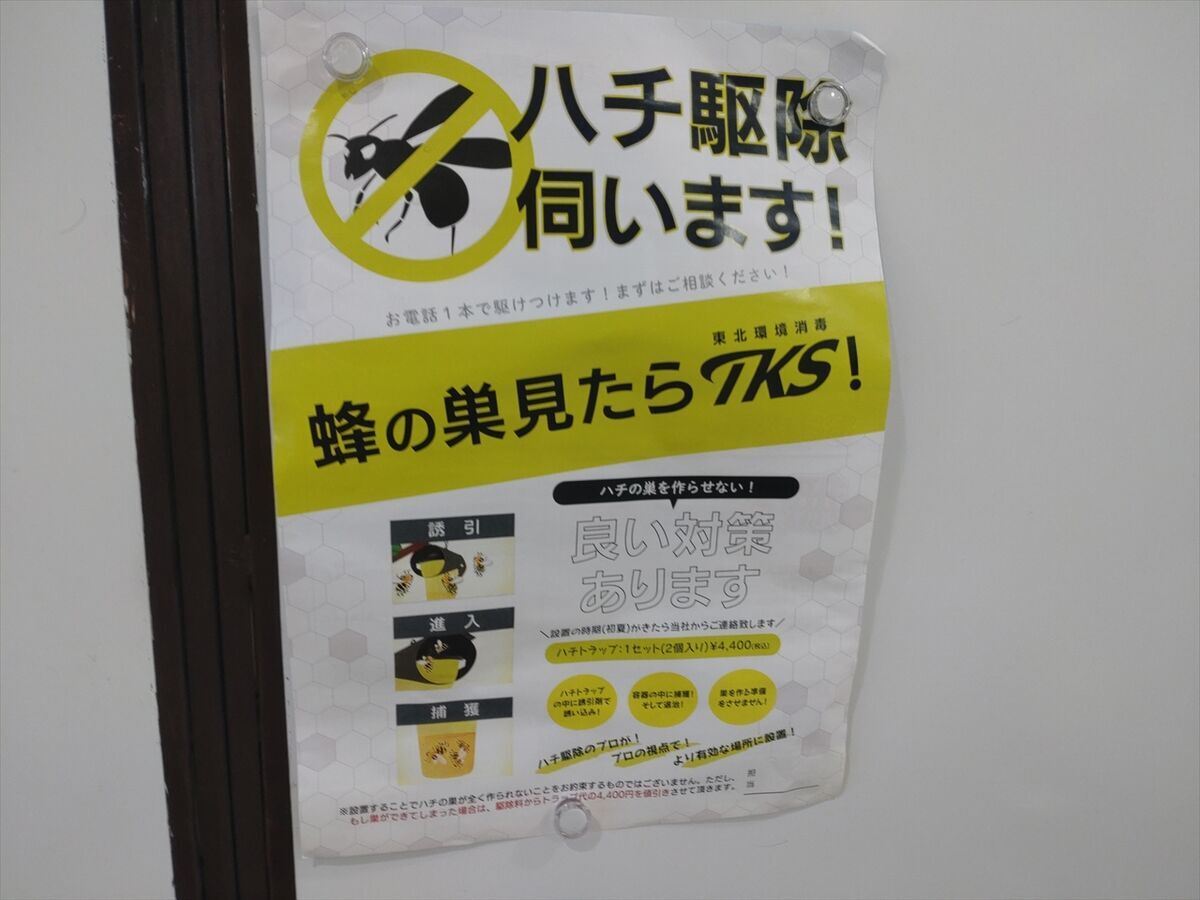 ハチ駆除
伺います!
お電話1本で駆けつけます!まずはご相談ください!
東北環境消毒
蜂の巣見たらTKS!
ハチの巣を作らせない!
良い対策
あります
誘引
進入
捕獲
\設置の時期(初夏)がきたら当社からご連絡致します/
ハチトラップ:1セット(2個入り)¥4,400(税込)
ハチトラップ
の中に誘引剤で
誘い込み!
容器の中に捕獲!
そして退治!
巣を作る準備
をさせません!
ハチ駆除のプロが!
プロの視点で!
より有効な場所に設置!
※設置することでハチの巣が全く作られないことをお約束するものではございません。ただし、
もし巣ができてしまった場合は、駆除料からトラップ代の4,400円を値引きさせて頂きます。
担当